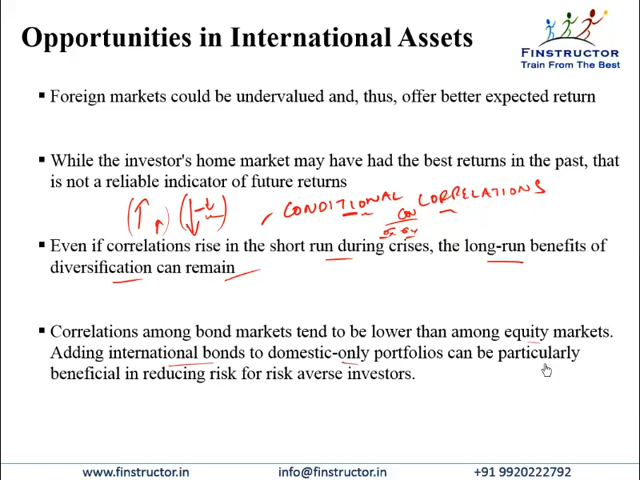 Opportunities in International Assets
FINSTRUCTOR
Train From The Best
▪ Foreign markets could be undervalued and, thus, offer better expected return
▪ While the investor's home market may have had the best returns in the past, that
is not a reliable indicator of future returns
CONDITIONAL CORRELATIONS
COV
σx σy
▪ Even if correlations rise in the short run during crises, the long-run benefits of
diversification can remain
▪ Correlations among bond markets tend to be lower than among equity markets.
Adding international bonds to domestic-only portfolios can be particularly
beneficial in reducing risk for risk averse investors.
www.finstructor.in info@finstructor.in +91 9920222792